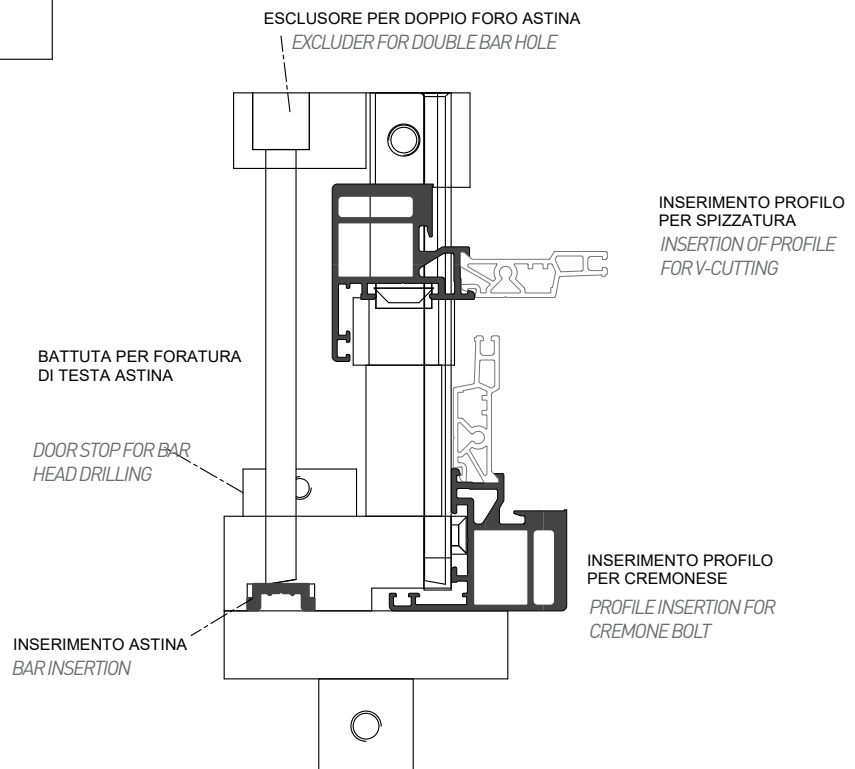 ESCLUSORE PER DOPPIO FORO ASTINA
EXCLUDER FOR DOUBLE BAR HOLE
INSERIMENTO PROFILO
PER SPIZZATURA
INSERTION OF PROFILE
FOR V-CUTTING
BATTUTA PER FORATURA
DI TESTA ASTINA
DOOR STOP FOR BAR
HEAD DRILLING
INSERIMENTO PROFILO
PER CREMONESE
PROFILE INSERTION FOR
CREMONE BOLT
INSERIMENTO ASTINA
BAR INSERTION